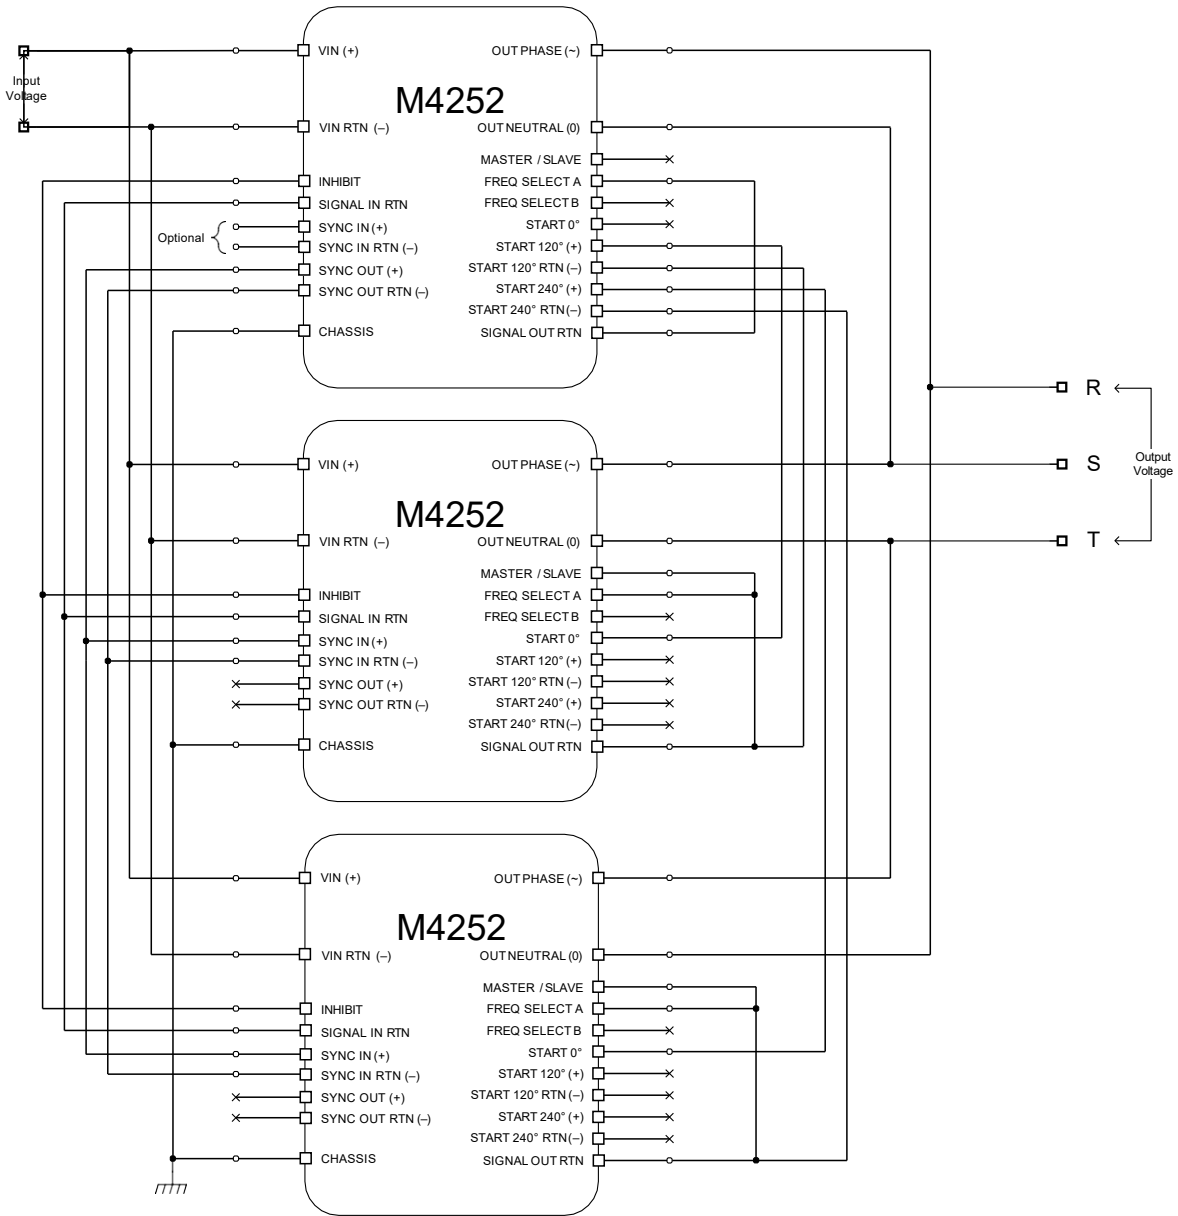 VIN (+)
OUT PHASE (~)
Input
Voltage
M4252
VIN RTN (–)
OUT NEUTRAL (0)
MASTER / SLAVE
INHIBIT
FREQ SELECT A
SIGNAL IN RTN
FREQ SELECT B
SYNC IN (+)
START 0°
Optional
SYNC IN RTN (–)
START 120° (+)
SYNC OUT (+)
START 120° RTN (–)
SYNC OUT RTN (–)
START 240° (+)
START 240° RTN (–)
CHASSIS
SIGNAL OUT RTN
R
VIN (+)
OUT PHASE (~)
S
Output
Voltage
M4252
VIN RTN (–)
OUT NEUTRAL (0)
T
MASTER / SLAVE
INHIBIT
FREQ SELECT A
SIGNAL IN RTN
FREQ SELECT B
SYNC IN (+)
START 0°
SYNC IN RTN (–)
START 120° (+)
SYNC OUT (+)
START 120° RTN (–)
SYNC OUT RTN (–)
START 240° (+)
START 240° RTN (–)
CHASSIS
SIGNAL OUT RTN
VIN (+)
OUT PHASE (~)
M4252
VIN RTN (–)
OUT NEUTRAL (0)
MASTER / SLAVE
INHIBIT
FREQ SELECT A
SIGNAL IN RTN
FREQ SELECT B
SYNC IN (+)
START 0°
SYNC IN RTN (–)
START 120° (+)
SYNC OUT (+)
START 120° RTN (–)
SYNC OUT RTN (–)
START 240° (+)
START 240° RTN (–)
CHASSIS
SIGNAL OUT RTN